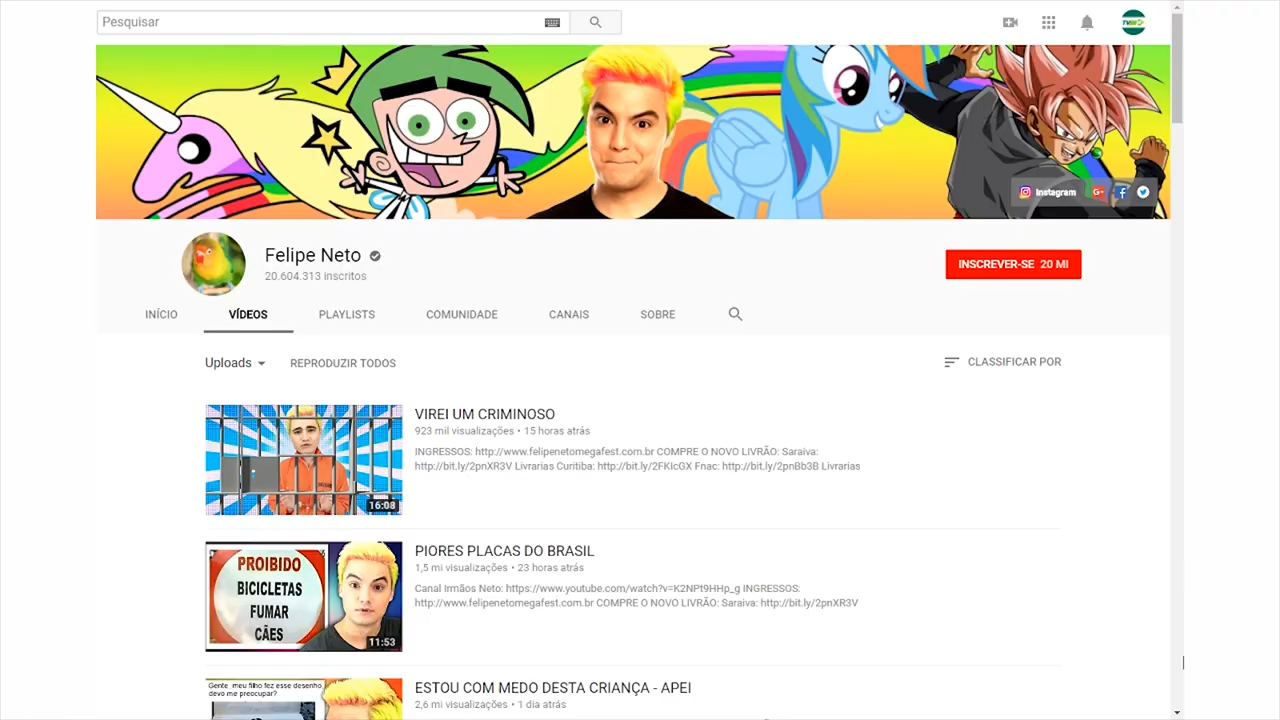 Pesquisar
Instagram
Felipe Neto
20.604.313 inscritos
INSCREVER-SE 20 MI
INÍCIO
VÍDEOS
PLAYLISTS
COMUNIDADE
CANAIS
SOBRE
Uploads
REPRODUZIR TODOS
CLASSIFICAR POR
VIREI UM CRIMINOSO
923 mil visualizações • 15 horas atrás
INGRESSOS: http://www.felipenetomegafest.com.br COMPRE O NOVO LIVRÃO: Saraiva:
http://bit.ly/2pnXR3V Livrarias Curitiba: http://bit.ly/2FKIcGX Fnac: http://bit.ly/2pnBb3B Livrarias
16:08
PIORES PLACAS DO BRASIL
1,5 mi visualizações • 23 horas atrás
Canal Irmãos Neto: https://www.youtube.com/watch?v=K2NPt9HHp_g INGRESSOS:
http://www.felipenetomegafest.com.br COMPRE O NOVO LIVRÃO: Saraiva: http://bit.ly/2pnXR3V
PROIBIDO
BICICLETAS
FUMAR
CÃES
11:53
ESTOU COM MEDO DESTA CRIANÇA - APEI
2,6 mi visualizações • 1 dia atrás
Gente meu filho fez esse desenho
devo me preocupar?